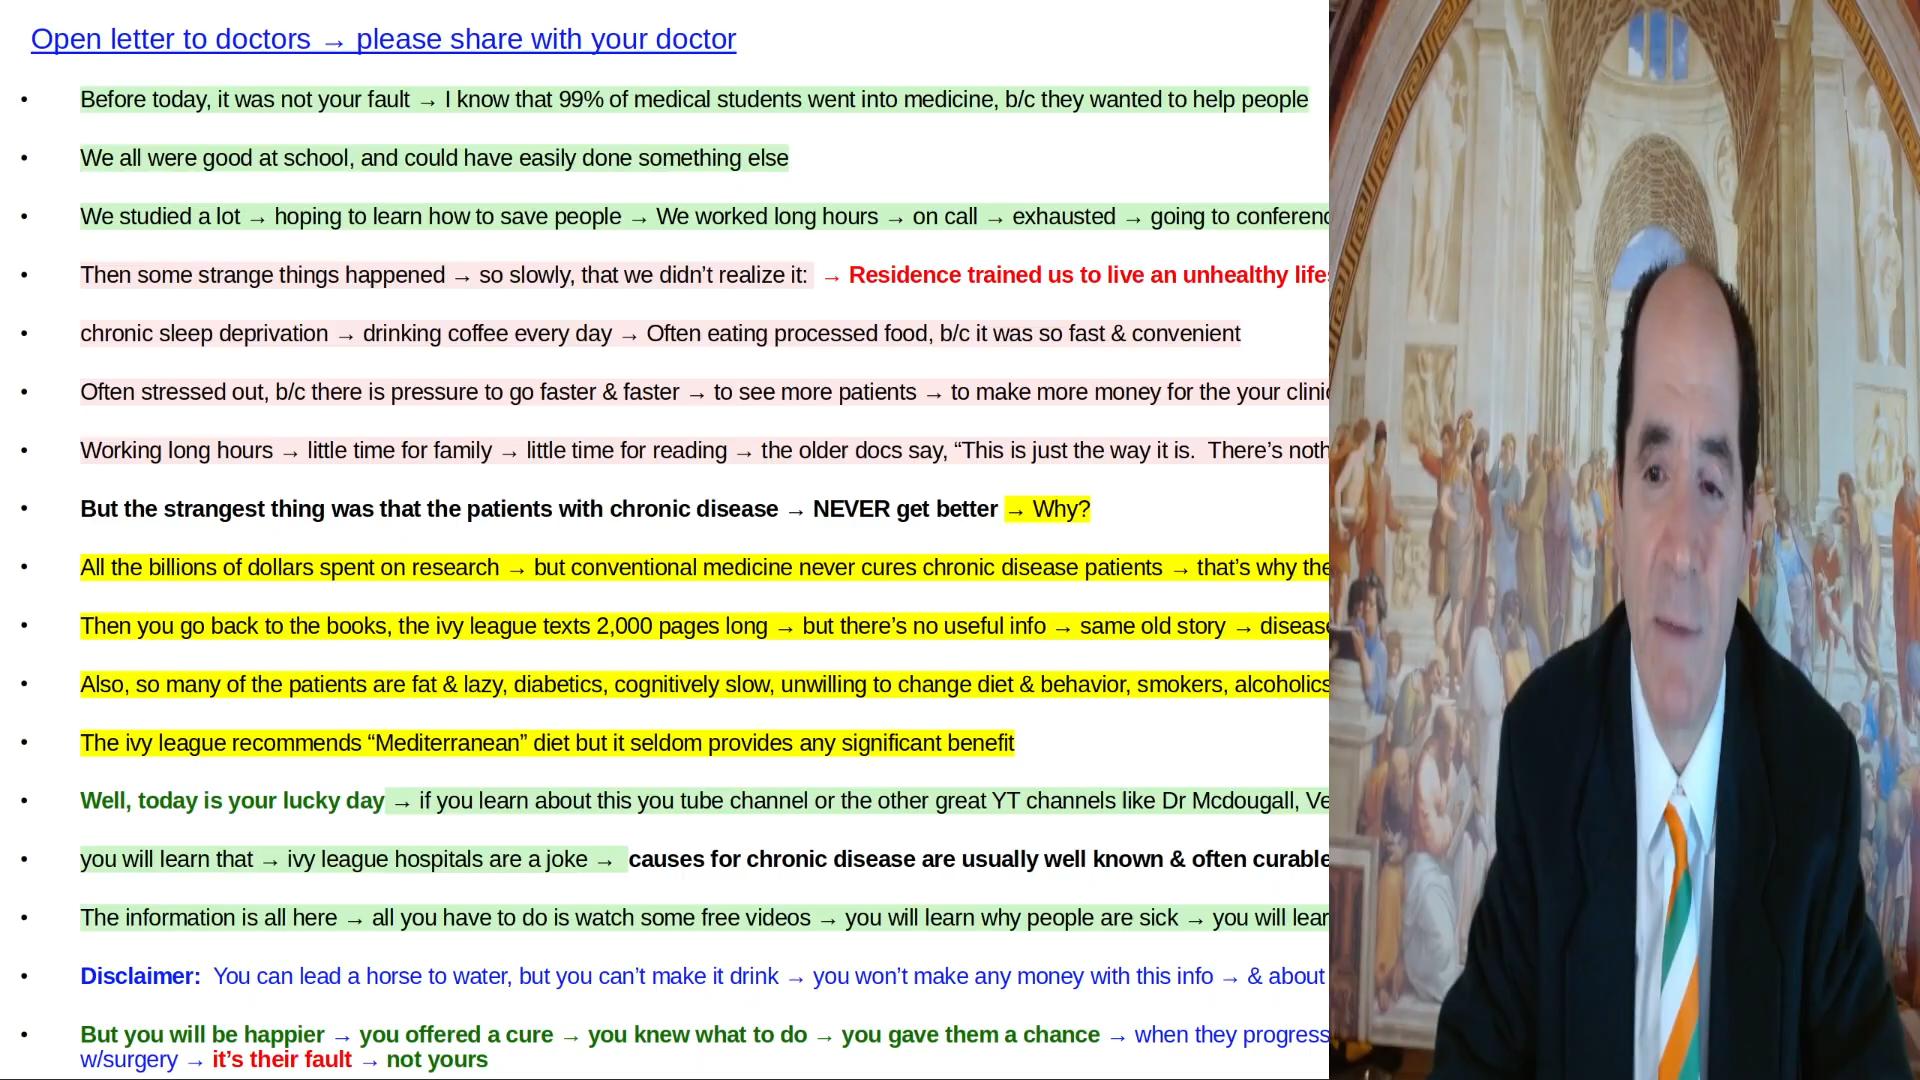 Open letter to doctors → please share with your doctor
• Before today, it was not your fault → I know that 99% of medical students went into medicine, b/c they wanted to help people
• We all were good at school, and could have easily done something else
• We studied a lot → hoping to learn how to save people → We worked long hours → on call → exhausted → going to conferenc
• Then some strange things happened → so slowly, that we didn’t realize it: → Residence trained us to live an unhealthy lifes
• chronic sleep deprivation → drinking coffee every day → Often eating processed food, b/c it was so fast & convenient
• Often stressed out, b/c there is pressure to go faster & faster → to see more patients → to make more money for the your clinic
• Working long hours → little time for family → little time for reading → the older docs say, “This is just the way it is.  There’s noth
• But the strangest thing was that the patients with chronic disease → NEVER get better → Why?
• All the billions of dollars spent on research → but conventional medicine never cures chronic disease patients → that’s why the
• Then you go back to the books, the ivy league texts 2,000 pages long → but there’s no useful info → same old story → disease
• Also, so many of the patients are fat & lazy, diabetics, cognitively slow, unwilling to change diet & behavior, smokers, alcoholics
• The ivy league recommends “Mediterranean” diet but it seldom provides any significant benefit
• Well, today is your lucky day → if you learn about this you tube channel or the other great YT channels like Dr Mcdougall, Ve
• you will learn that → ivy league hospitals are a joke → causes for chronic disease are usually well known & often curable
• The information is all here → all you have to do is watch some free videos → you will learn why people are sick → you will lear
• Disclaimer:  You can lead a horse to water, but you can’t make it drink → you won’t make any money with this info → & about
• But you will be happier → you offered a cure → you knew what to do → you gave them a chance → when they progress
w/surgery → it’s their fault → not yours